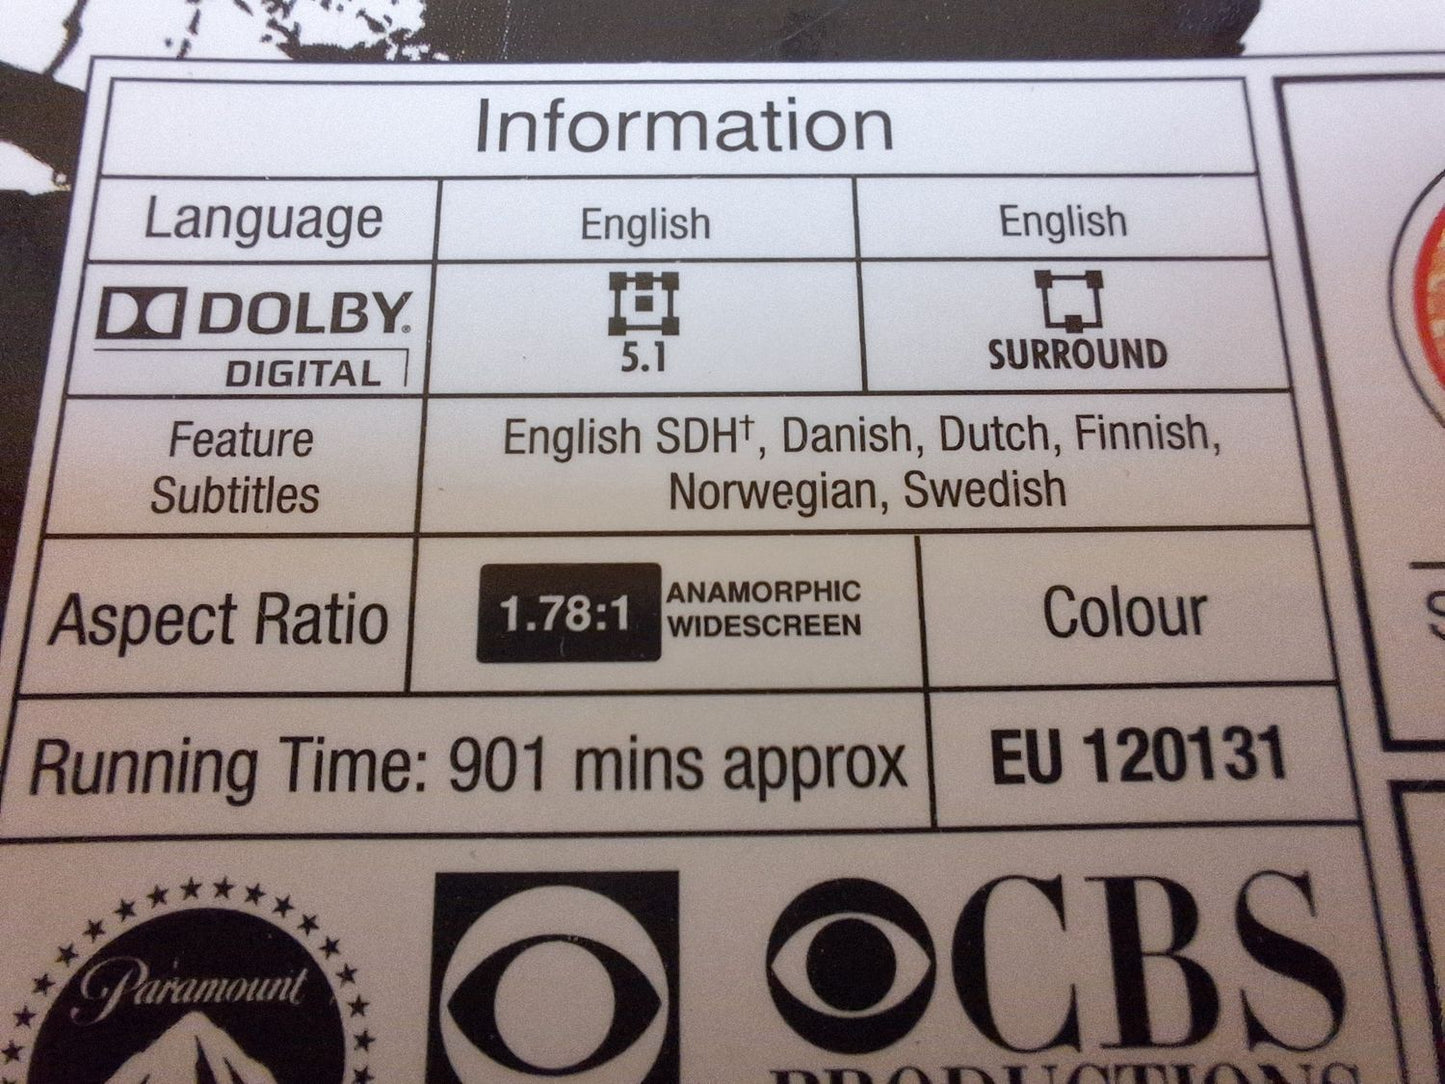 Information
Language English English
DOLBY DIGITAL 5.1 SURROUND
Feature Subtitles
English SDH†, Danish, Dutch, Finnish,
Norwegian, Swedish
Aspect Ratio 1.78:1 ANAMORPHIC WIDESCREEN Colour
Running Time: 901 mins approx EU 120131
Paramount CBS
PRODUCTIONS